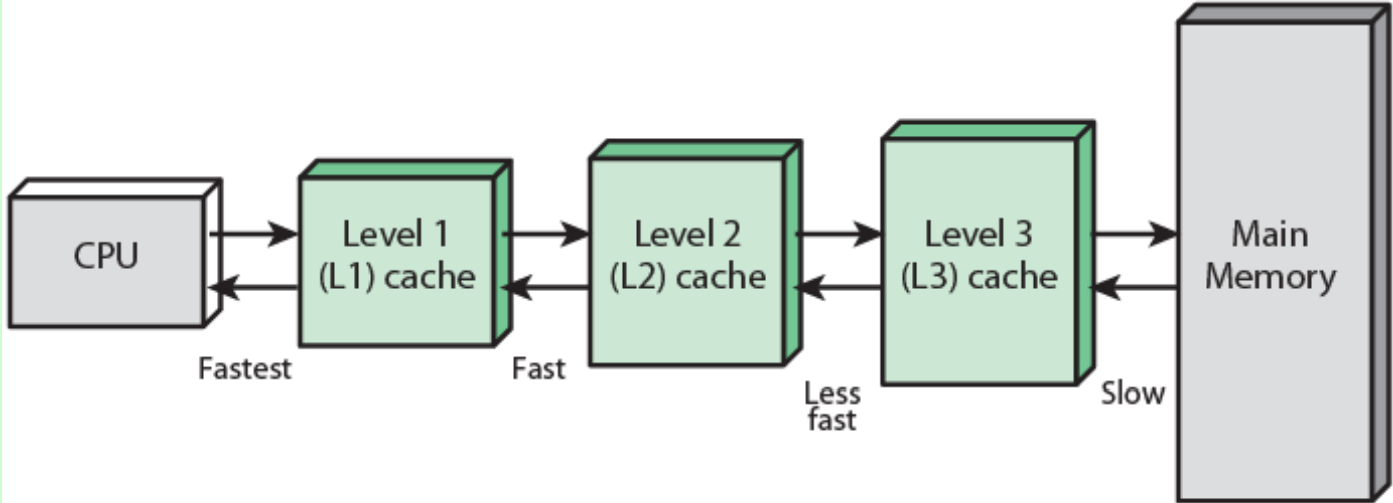 CPU
Level 1
(L1) cache
Level 2
(L2) cache
Level 3
(L3) cache
Main
Memory
Fastest
Fast
Less
fast
Slow